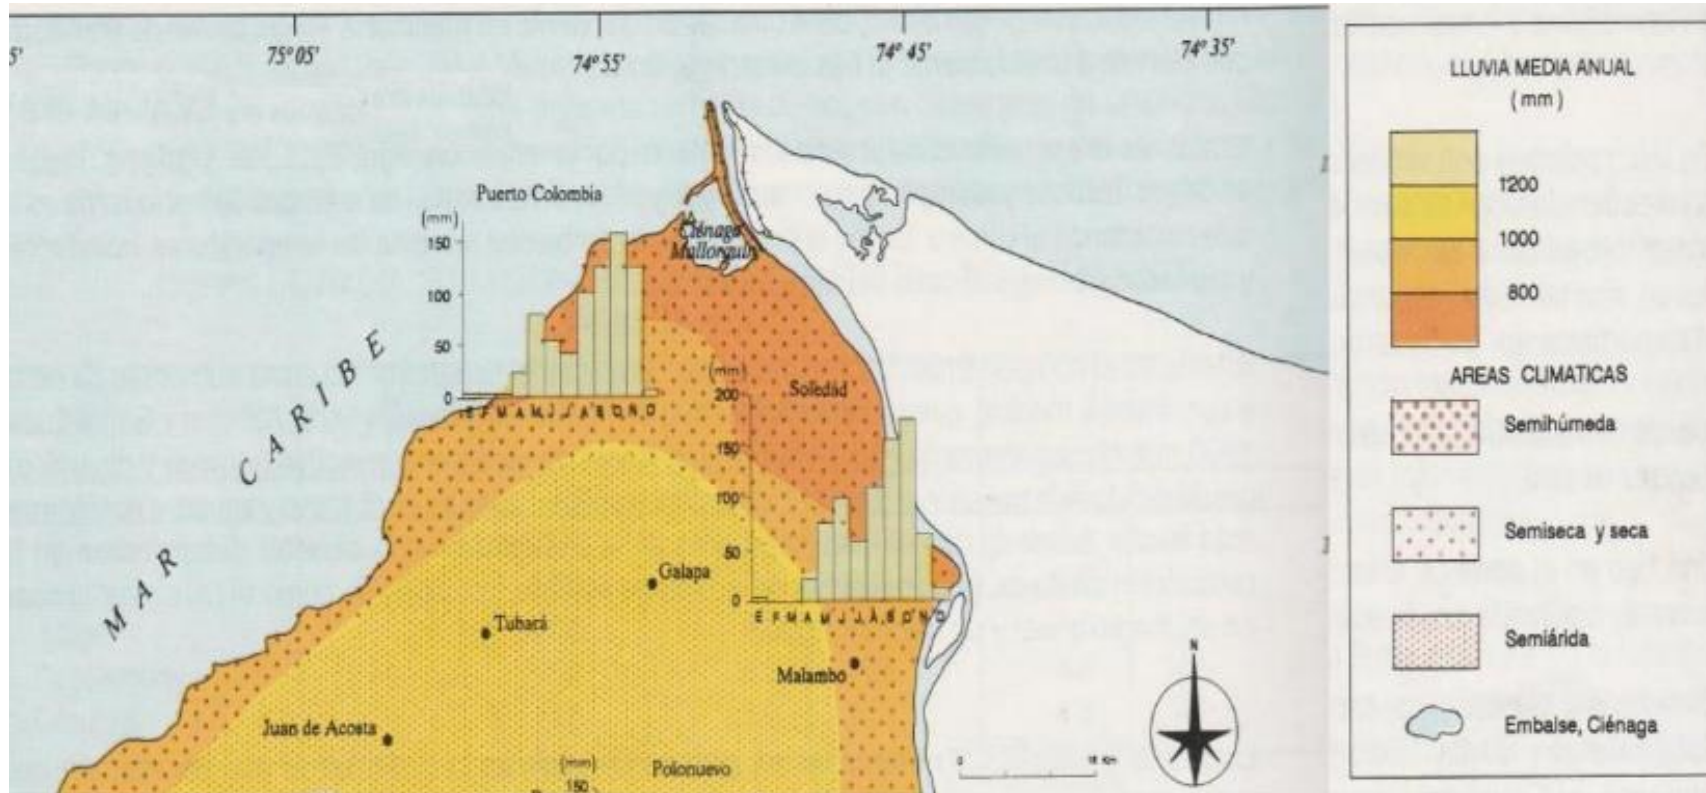 5'
75° 05'
74° 55'
74° 45'
74° 35'
Puerto Colombia
(mm)
150
100
50
0
E F M A M J J A S O N D
Ciénaga
Mallorquín
MAR CARIBE
Soledad
(mm)
200
150
100
50
0
E F M A M J J A S O N D
Galapa
Tubará
Malambo
Juan de Acosta
Polonuevo
(mm)
150
N
0
LLUVIA MEDIA ANUAL
(mm)
1200
1000
800
AREAS CLIMATICAS
Semihúmeda
Semiseca y seca
Semiárida
Embalse, Ciénaga